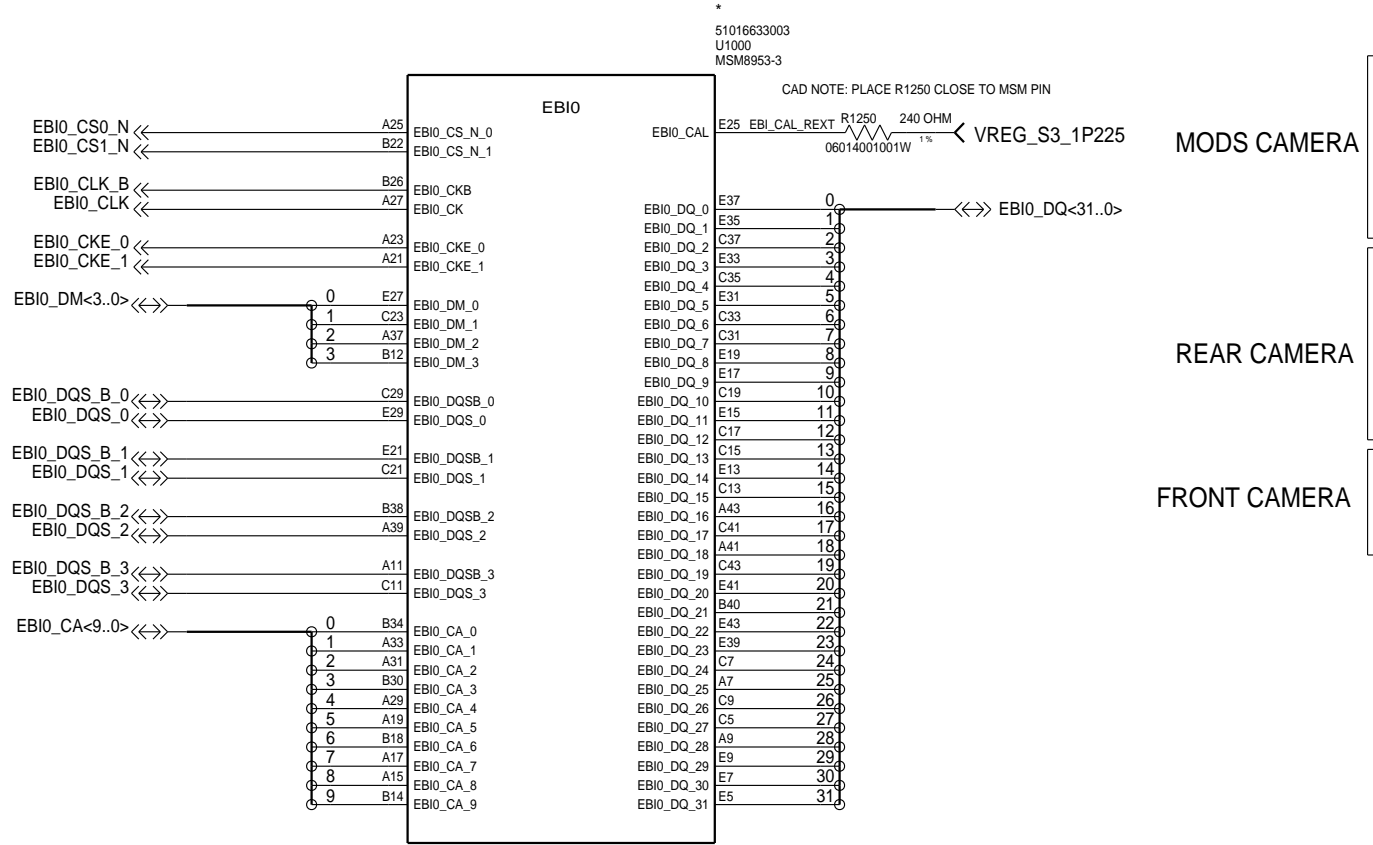 *
51016633003
U1000
MSM8953-3
CAD NOTE: PLACE R1250 CLOSE TO MSM PIN
EBI0
EBI0_CS0_N A25 EBI0_CS_N_0
EBI0_CS1_N B22 EBI0_CS_N_1
EBI0_CLK_B B26 EBI0_CKB
EBI0_CLK A27 EBI0_CK
EBI0_CKE_0 A23 EBI0_CKE_0
EBI0_CKE_1 A21 EBI0_CKE_1
EBI0_DM<3..0> 0 E27 EBI0_DM_0
1 C23 EBI0_DM_1
2 A37 EBI0_DM_2
3 B12 EBI0_DM_3
EBI0_DQS_B_0 C29 EBI0_DQSB_0
EBI0_DQS_0 E29 EBI0_DQS_0
EBI0_DQS_B_1 E21 EBI0_DQSB_1
EBI0_DQS_1 C21 EBI0_DQS_1
EBI0_DQS_B_2 B38 EBI0_DQSB_2
EBI0_DQS_2 A39 EBI0_DQS_2
EBI0_DQS_B_3 A11 EBI0_DQSB_3
EBI0_DQS_3 C11 EBI0_DQS_3
EBI0_CA<9..0> 0 B34 EBI0_CA_0
1 A33 EBI0_CA_1
2 A31 EBI0_CA_2
3 B30 EBI0_CA_3
4 A29 EBI0_CA_4
5 A19 EBI0_CA_5
6 B18 EBI0_CA_6
7 A17 EBI0_CA_7
8 A15 EBI0_CA_8
9 B14 EBI0_CA_9
EBI0_CAL E25 EBI_CAL_REXT R1250 240 OHM VREG_S3_1P225
06014001001W 1%
EBI0_DQ_0 E37 0 EBI0_DQ<31..0>
EBI0_DQ_1 E35 1
EBI0_DQ_2 C37 2
EBI0_DQ_3 E33 3
EBI0_DQ_4 C35 4
EBI0_DQ_5 E31 5
EBI0_DQ_6 C33 6
EBI0_DQ_7 C31 7
EBI0_DQ_8 E19 8
EBI0_DQ_9 E17 9
EBI0_DQ_10 C19 10
EBI0_DQ_11 E15 11
EBI0_DQ_12 C17 12
EBI0_DQ_13 C15 13
EBI0_DQ_14 E13 14
EBI0_DQ_15 C13 15
EBI0_DQ_16 A43 16
EBI0_DQ_17 C41 17
EBI0_DQ_18 A41 18
EBI0_DQ_19 C43 19
EBI0_DQ_20 E41 20
EBI0_DQ_21 B40 21
EBI0_DQ_22 E43 22
EBI0_DQ_23 E39 23
EBI0_DQ_24 C7 24
EBI0_DQ_25 A7 25
EBI0_DQ_26 C9 26
EBI0_DQ_27 C5 27
EBI0_DQ_28 A9 28
EBI0_DQ_29 E9 29
EBI0_DQ_30 E7 30
EBI0_DQ_31 E5 31
MODS CAMERA
REAR CAMERA
FRONT CAMERA